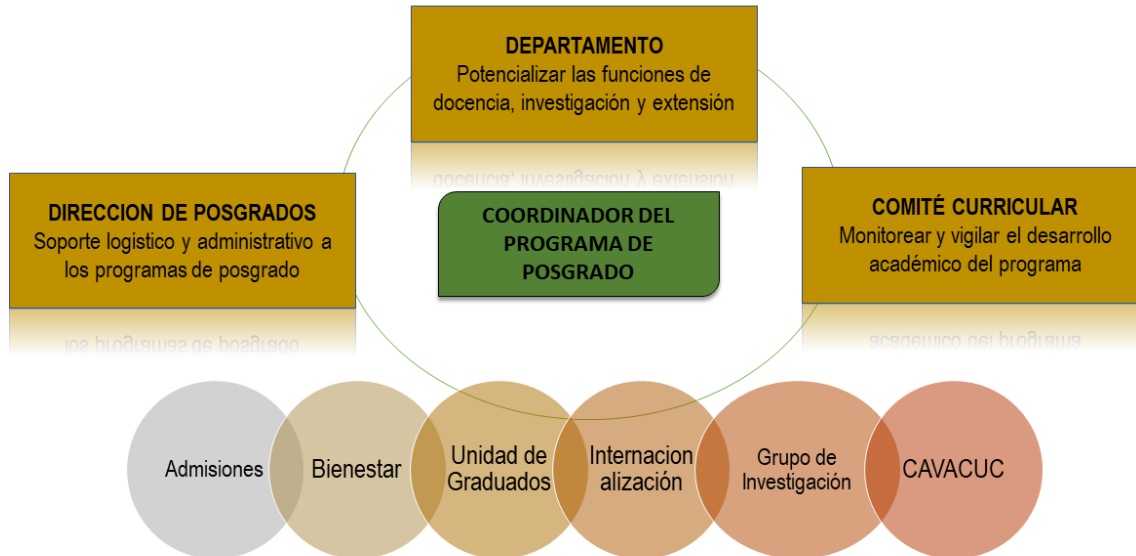 DEPARTAMENTO
Potencializar las funciones de
docencia, investigación y extensión
DIRECCION DE POSGRADOS
Soporte logistico y administrativo a
los programas de posgrado
COORDINADOR DEL
PROGRAMA DE
POSGRADO
COMITÉ CURRICULAR
Monitorear y vigilar el desarrollo
académico del programa
Admisiones
Bienestar
Unidad de
Graduados
Internacion
alización
Grupo de
Investigación
CAVACUC